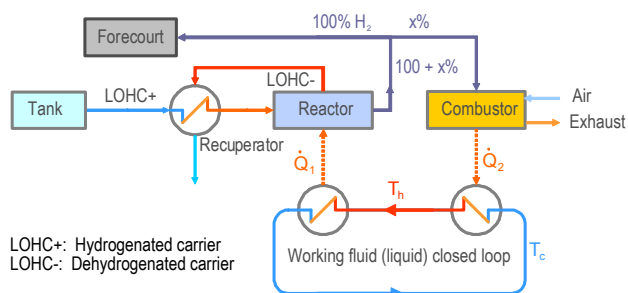 100% H₂
x%
Forecourt
LOHC-
100 + x%
LOHC+
Tank
Reactor
Combustor
Air
Exhaust
Recuperator
Q̇₁
Q̇₂
Tₕ
T꜀
LOHC+: Hydrogenated carrier
LOHC-: Dehydrogenated carrier
Working fluid (liquid) closed loop